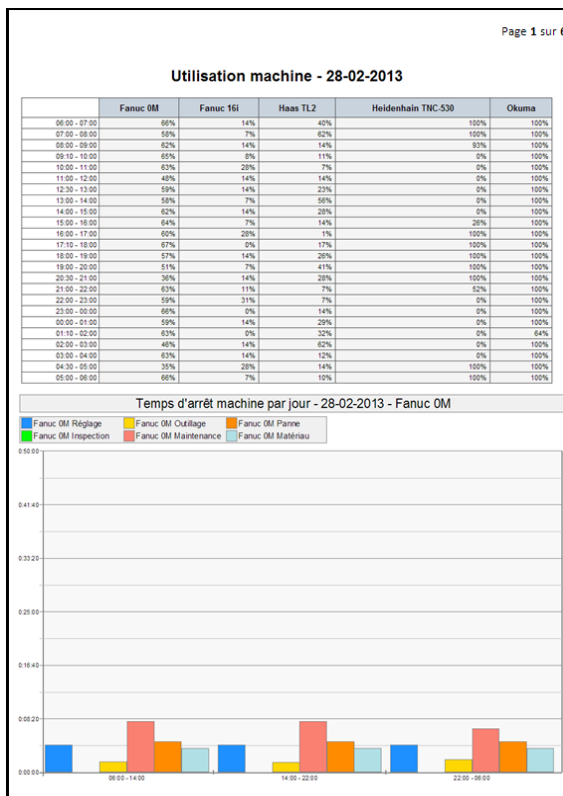 Page 1 sur 6
Utilisation machine - 28-02-2013
Fanuc 0M Fanuc 16i Haas TL2 Heidenhain TNC-530 Okuma
06:00 - 07:00 66% 14% 40% 100% 100%
07:00 - 08:00 58% 7% 62% 100% 100%
08:00 - 09:00 62% 14% 14% 93% 100%
09:10 - 10:00 65% 8% 11% 0% 100%
10:00 - 11:00 63% 28% 7% 0% 100%
11:00 - 12:00 48% 14% 14% 0% 100%
12:30 - 13:00 59% 14% 23% 0% 100%
13:00 - 14:00 58% 7% 56% 0% 100%
14:00 - 15:00 62% 14% 28% 0% 100%
15:00 - 16:00 64% 7% 14% 26% 100%
16:00 - 17:00 60% 28% 1% 100% 100%
17:10 - 18:00 67% 0% 17% 100% 100%
18:00 - 19:00 57% 14% 26% 100% 100%
19:00 - 20:00 51% 7% 41% 100% 100%
20:30 - 21:00 36% 14% 28% 100% 100%
21:00 - 22:00 63% 11% 7% 52% 100%
22:00 - 23:00 59% 31% 7% 0% 100%
23:00 - 00:00 66% 0% 14% 0% 100%
00:00 - 01:00 59% 14% 29% 0% 100%
01:10 - 02:00 63% 0% 32% 0% 64%
02:00 - 03:00 46% 14% 62% 0% 100%
03:00 - 04:00 63% 14% 12% 0% 100%
04:30 - 05:00 35% 28% 14% 100% 100%
05:00 - 06:00 66% 7% 10% 100% 100%
Temps d'arrêt machine par jour - 28-02-2013 - Fanuc 0M
Fanuc 0M Réglage Fanuc 0M Outillage Fanuc 0M Panne
Fanuc 0M Inspection Fanuc 0M Maintenance Fanuc 0M Matériau
0:50:00
0:41:40
0:33:20
0:25:00
0:16:40
0:08:20
0:00:00
06:00 - 14:00 14:00 - 22:00 22:00 - 06:00